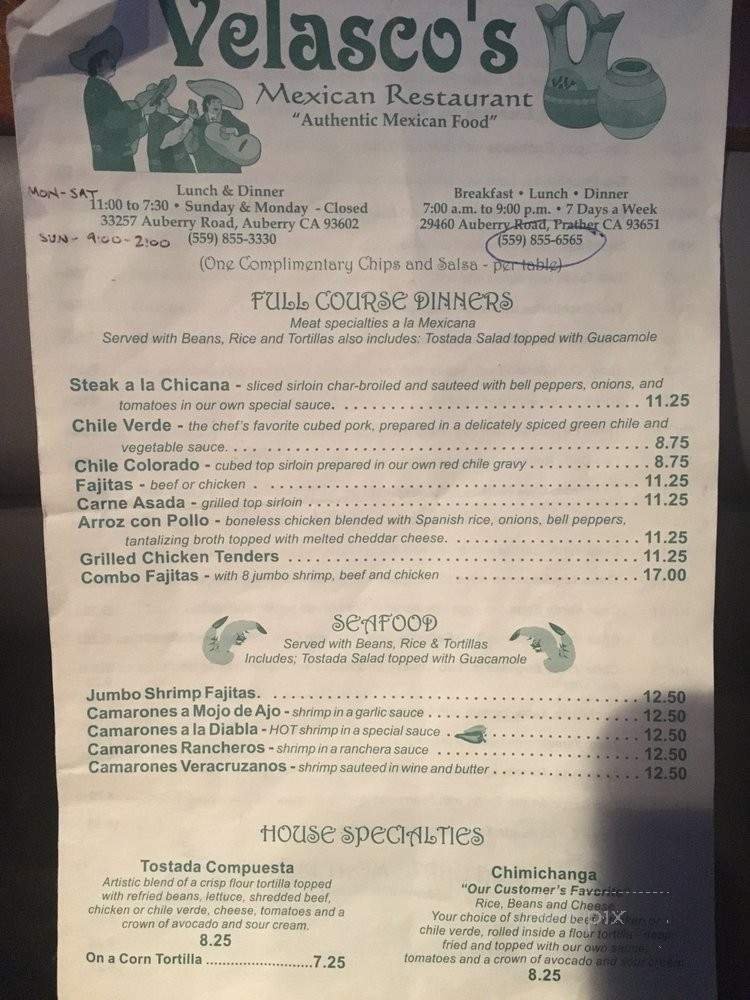 Velasco's
Mexican Restaurant
"Authentic Mexican Food"
MON-SAT
Lunch & Dinner
11:00 to 7:30 • Sunday & Monday - Closed
33257 Auberry Road, Auberry CA 93602
SUN - 9:00-2:00 (559) 855-3330
Breakfast • Lunch • Dinner
7:00 a.m. to 9:00 p.m. • 7 Days a Week
29460 Auberry Road, Prather CA 93651
(559) 855-6565
(One Complimentary Chips and Salsa - per table)
FULL COURSE DINNERS
Meat specialties a la Mexicana
Served with Beans, Rice and Tortillas also includes: Tostada Salad topped with Guacamole
Steak a la Chicana - sliced sirloin char-broiled and sauteed with bell peppers, onions, and
tomatoes in our own special sauce. . . . . . . . . . . . . . . . . . . . . . . . . . . . 11.25
Chile Verde - the chef's favorite cubed pork, prepared in a delicately spiced green chile and
vegetable sauce. . . . . . . . . . . . . . . . . . . . . . . . . . . . . . . . . . . . . . . 8.75
Chile Colorado - cubed top sirloin prepared in our own red chile gravy . . . . . . . . . . . 8.75
Fajitas - beef or chicken . . . . . . . . . . . . . . . . . . . . . . . . . . . . . . . . . 11.25
Carne Asada - grilled top sirloin . . . . . . . . . . . . . . . . . . . . . . . . . . . . . 11.25
Arroz con Pollo - boneless chicken blended with Spanish rice, onions, bell peppers,
tantalizing broth topped with melted cheddar cheese. . . . . . . . . . . . . . . . . . 11.25
Grilled Chicken Tenders . . . . . . . . . . . . . . . . . . . . . . . . . . . . . . . 11.25
Combo Fajitas - with 8 jumbo shrimp, beef and chicken . . . . . . . . . . . . . . . . 17.00
SEAFOOD
Served with Beans, Rice & Tortillas
Includes; Tostada Salad topped with Guacamole
Jumbo Shrimp Fajitas. . . . . . . . . . . . . . . . . . . . . . . . . . . . . . . . . . 12.50
Camarones a Mojo de Ajo - shrimp in a garlic sauce . . . . . . . . . . . . . . . . . . 12.50
Camarones a la Diabla - HOT shrimp in a special sauce . . . . . . . . . . . . . . . . 12.50
Camarones Rancheros - shrimp in a ranchera sauce . . . . . . . . . . . . . . . . . . 12.50
Camarones Veracruzanos - shrimp sauteed in wine and butter . . . . . . . . . . . . . 12.50
HOUSE SPECIALTIES
Tostada Compuesta
Artistic blend of a crisp flour tortilla topped
with refried beans, lettuce, shredded beef,
chicken or chile verde, cheese, tomatoes and a
crown of avocado and sour cream.
8.25
On a Corn Tortilla ...........................7.25
Chimichanga
"Our Customer's Favorite"
Rice, Beans and Cheese
Your choice of shredded beef, chicken or
chile verde, rolled inside a flour tortilla - deep
fried and topped with our own sauce,
tomatoes and a crown of avocado and sour cream.
8.25